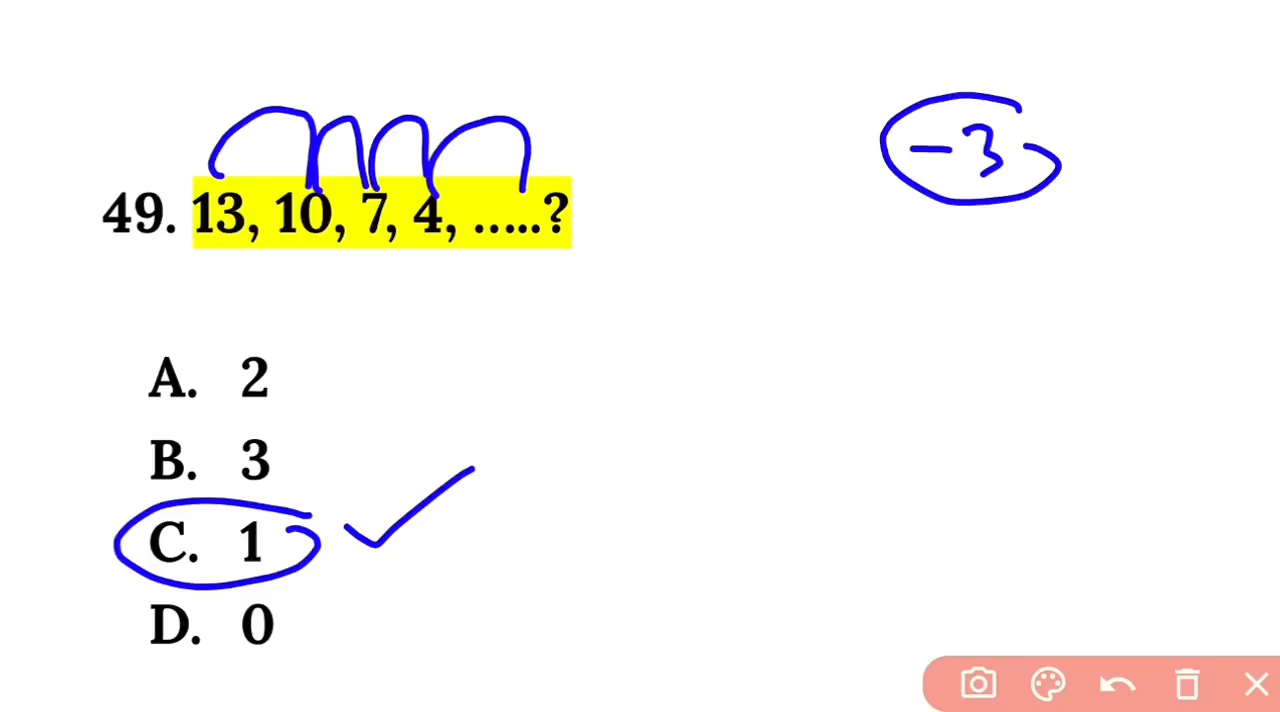 -3
49. 13, 10, 7, 4, .....?
A. 2
B. 3
C. 1
D. 0